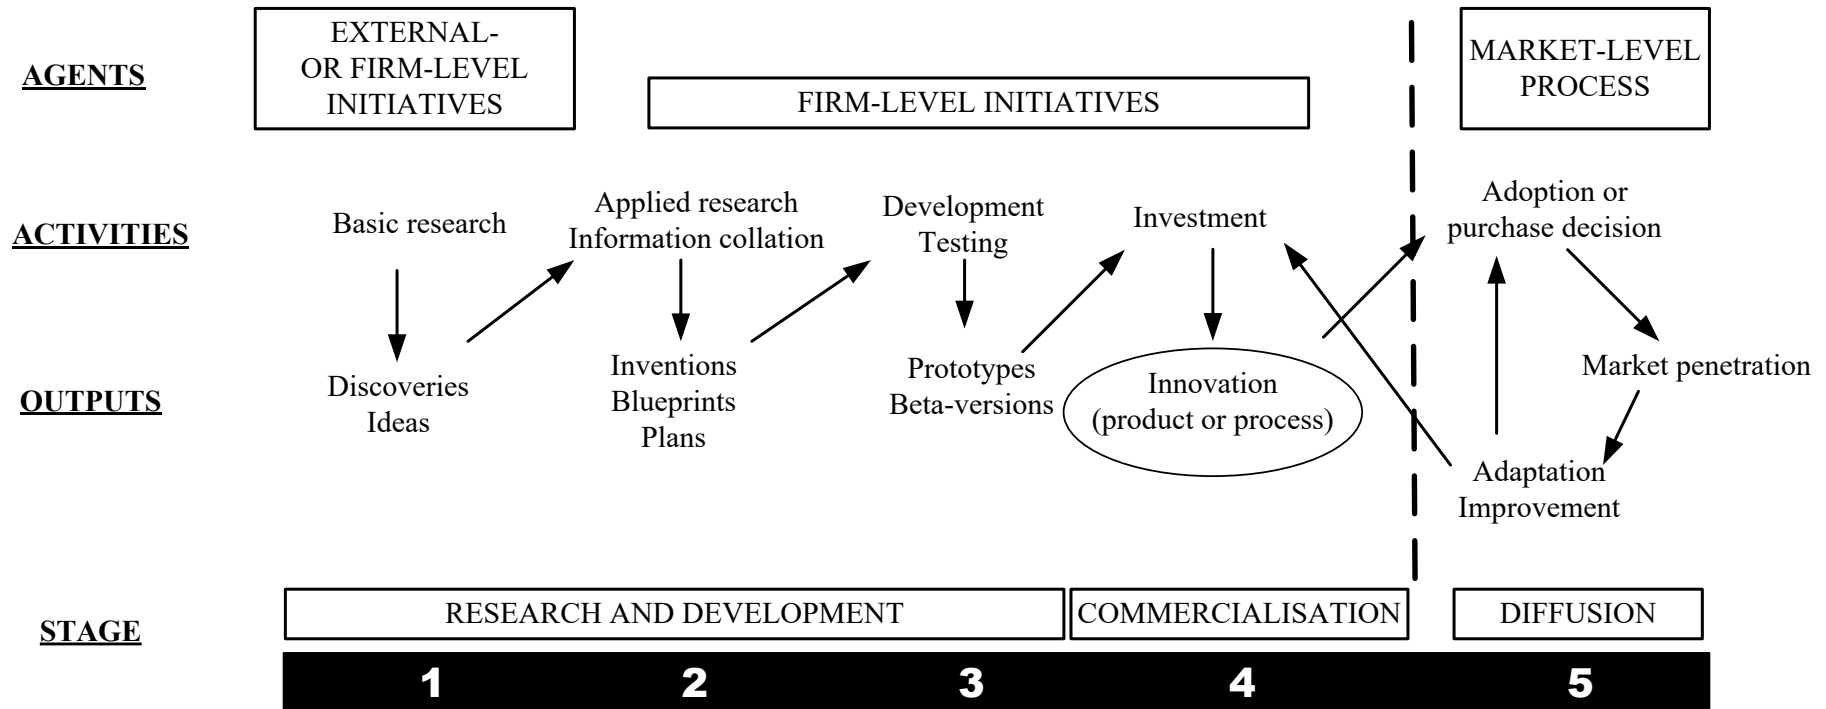 AGENTS
EXTERNAL-
OR FIRM-LEVEL
INITIATIVES
FIRM-LEVEL INITIATIVES
MARKET-LEVEL
PROCESS
ACTIVITIES
Basic research
Applied research
Information collation
Development
Testing
Investment
Adoption or
purchase decision
OUTPUTS
Discoveries
Ideas
Inventions
Blueprints
Plans
Prototypes
Beta-versions
Innovation
(product or process)
Market penetration
Adaptation
Improvement
STAGE
RESEARCH AND DEVELOPMENT
COMMERCIALISATION
DIFFUSION
1 2 3 4 5